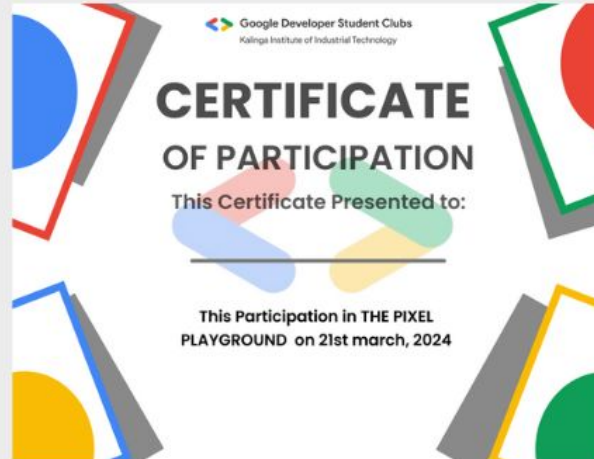 Google Developer Student Clubs
Kalinga Institute of Industrial Technology
CERTIFICATE
OF PARTICIPATION
This Certificate Presented to:
This Participation in THE PIXEL
PLAYGROUND on 21st march, 2024